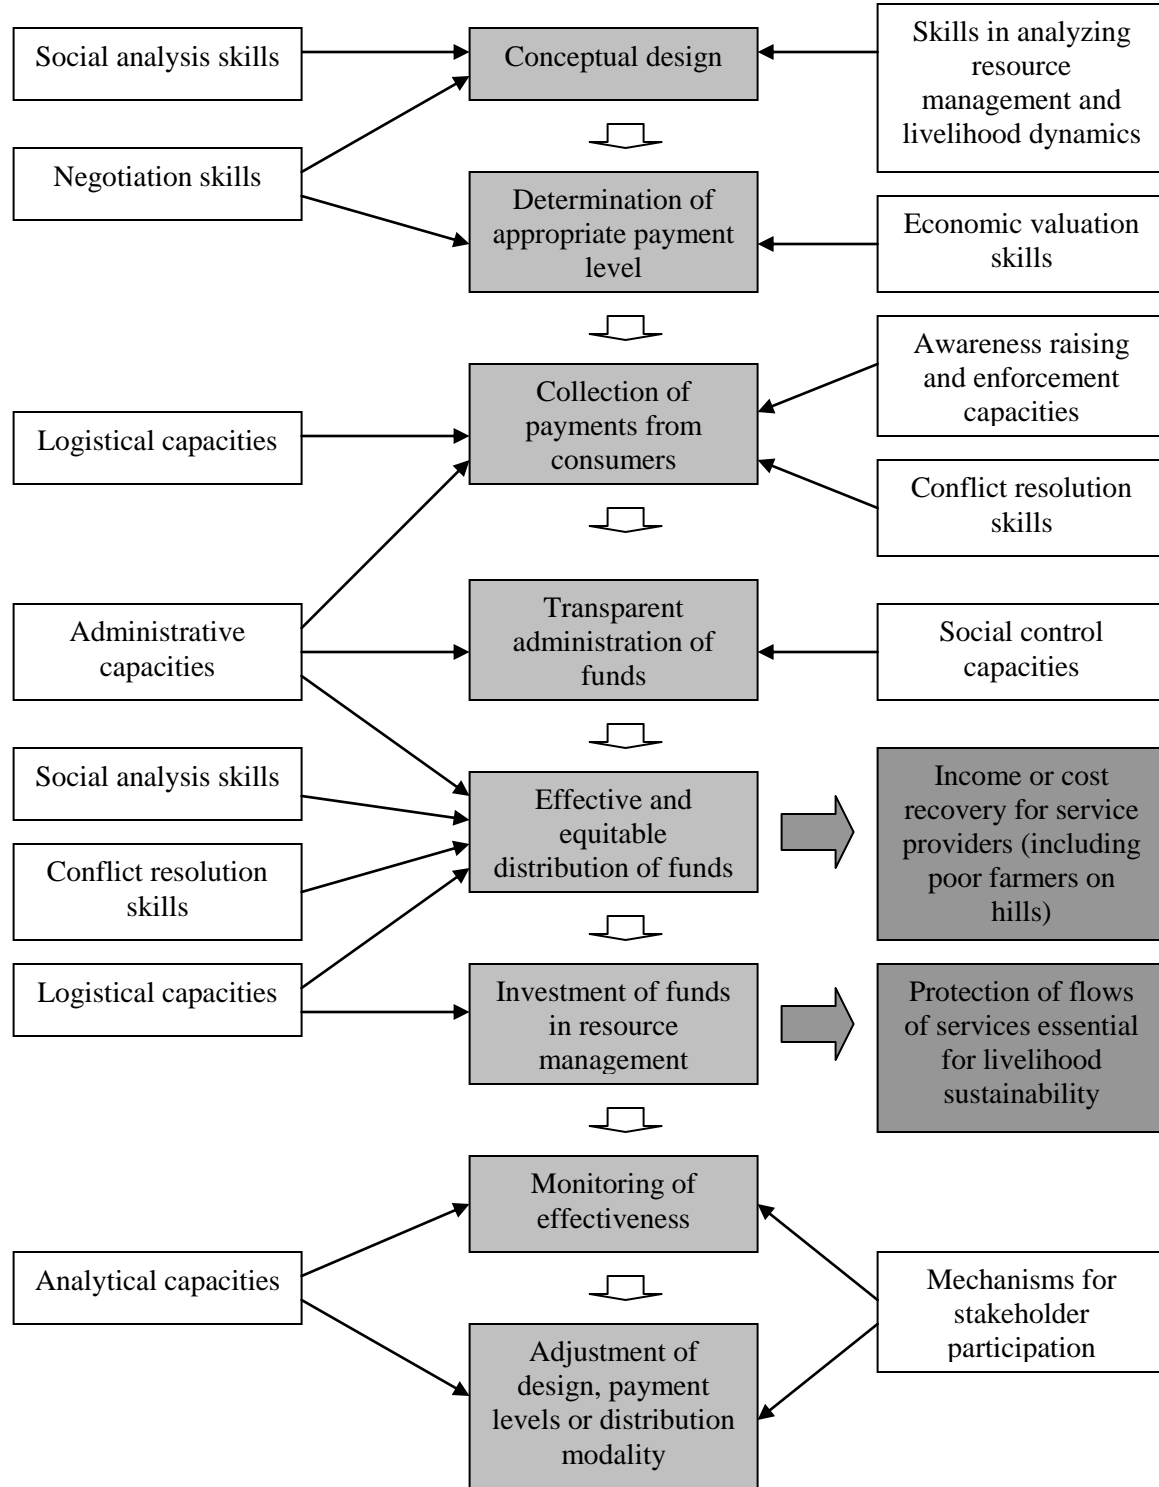 Social analysis skills
Conceptual design
Skills in analyzing
resource
management and
livelihood dynamics
Negotiation skills
Determination of
appropriate payment
level
Economic valuation
skills
Collection of
payments from
consumers
Awareness raising
and enforcement
capacities
Logistical capacities
Conflict resolution
skills
Administrative
capacities
Transparent
administration of
funds
Social control
capacities
Social analysis skills
Effective and
equitable
distribution of funds
Income or cost
recovery for service
providers (including
poor farmers on
hills)
Conflict resolution
skills
Logistical capacities
Investment of funds
in resource
management
Protection of flows
of services essential
for livelihood
sustainability
Monitoring of
effectiveness
Analytical capacities
Mechanisms for
stakeholder
participation
Adjustment of
design, payment
levels or distribution
modality